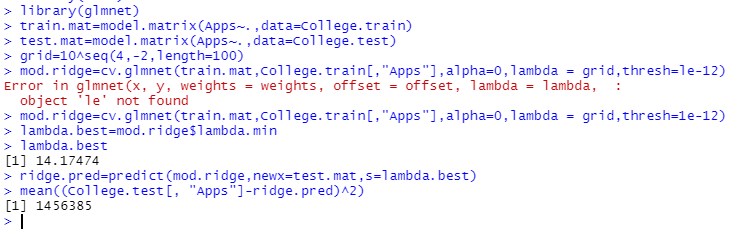 > library(glmnet)
> train.mat=model.matrix(Apps~.,data=College.train)
> test.mat=model.matrix(Apps~.,data=College.test)
> grid=10^seq(4,-2,length=100)
> mod.ridge=cv.glmnet(train.mat,College.train[,"Apps"],alpha=0,lambda = grid,thresh=le-12)
Error in glmnet(x, y, weights = weights, offset = offset, lambda = lambda,  :
  object 'le' not found
> mod.ridge=cv.glmnet(train.mat,College.train[,"Apps"],alpha=0,lambda = grid,thresh=1e-12)
> lambda.best=mod.ridge$lambda.min
> lambda.best
[1] 14.17474
> ridge.pred=predict(mod.ridge,newx=test.mat,s=lambda.best)
> mean((College.test[, "Apps"]-ridge.pred)^2)
[1] 1456385
>